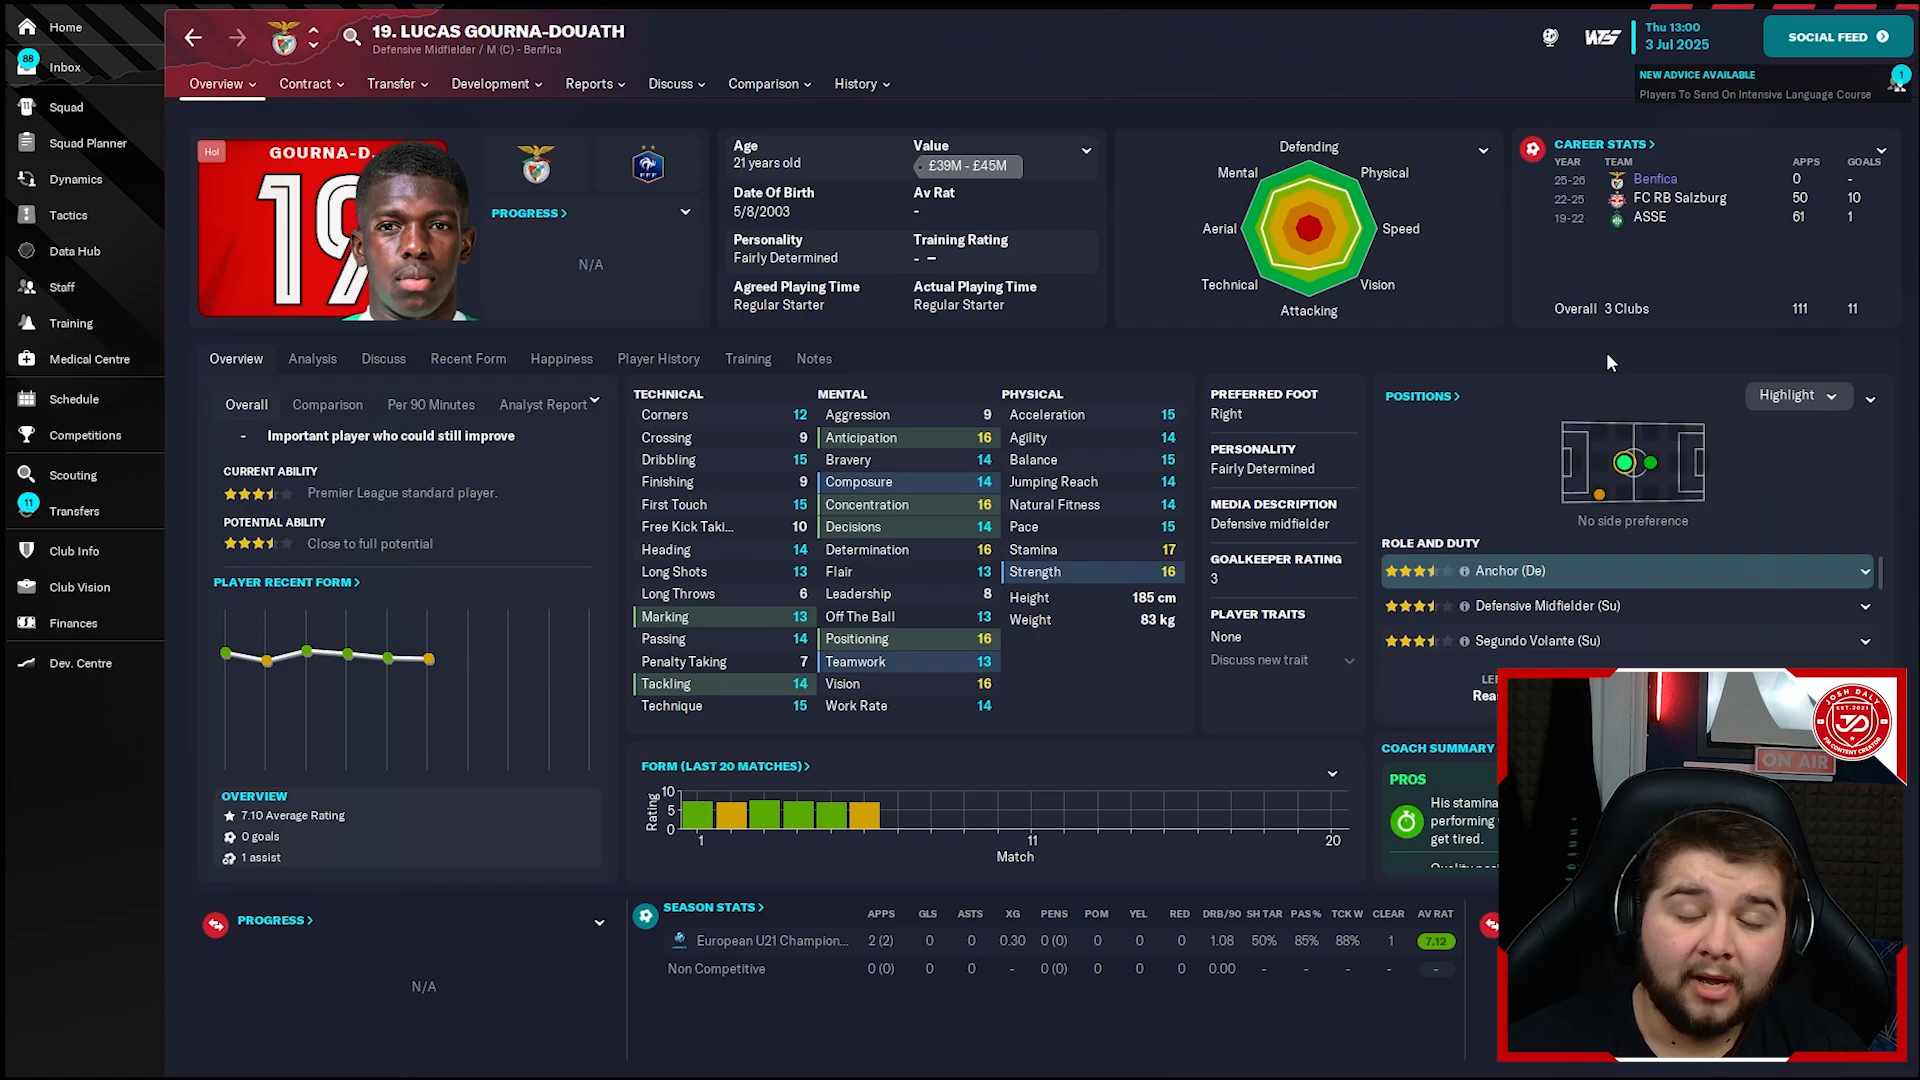 Home
88
Inbox
Squad
Squad Planner
Dynamics
Tactics
Data Hub
Staff
Training
Medical Centre
Schedule
Competitions
Scouting
11
Transfers
Club Info
Club Vision
Finances
Dev. Centre
19. LUCAS GOURNA-DOUATH
Defensive Midfielder / M (C) - Benfica
Thu 13:00
3 Jul 2025
SOCIAL FEED
NEW ADVICE AVAILABLE
1
Players To Send On Intensive Language Course
Overview Contract Transfer Development Reports Discuss Comparison History
Hol
GOURNA-D.
19
FFF
PROGRESS
N/A
Age
21 years old
Value
£39M - £45M
Date Of Birth
5/8/2003
Av Rat
-
Personality
Fairly Determined
Training Rating
- -
Agreed Playing Time
Regular Starter
Actual Playing Time
Regular Starter
Defending
Mental Physical
Aerial Speed
Technical Vision
Attacking
CAREER STATS
YEAR TEAM APPS GOALS
25-26 Benfica 0 -
22-25 FC RB Salzburg 50 10
19-22 ASSE 61 1
Overall 3 Clubs 111 11
Overview Analysis Discuss Recent Form Happiness Player History Training Notes
Overall Comparison Per 90 Minutes Analyst Report
- Important player who could still improve
CURRENT ABILITY
Premier League standard player.
POTENTIAL ABILITY
Close to full potential
PLAYER RECENT FORM
OVERVIEW
7.10 Average Rating
0 goals
1 assist
TECHNICAL
Corners 12
Crossing 9
Dribbling 15
Finishing 9
First Touch 15
Free Kick Taki... 10
Heading 14
Long Shots 13
Long Throws 6
Marking 13
Passing 14
Penalty Taking 7
Tackling 14
Technique 15
MENTAL
Aggression 9
Anticipation 16
Bravery 14
Composure 14
Concentration 16
Decisions 14
Determination 16
Flair 13
Leadership 8
Off The Ball 13
Positioning 16
Teamwork 13
Vision 16
Work Rate 14
PHYSICAL
Acceleration 15
Agility 14
Balance 15
Jumping Reach 14
Natural Fitness 14
Pace 15
Stamina 17
Strength 16
Height 185 cm
Weight 83 kg
PREFERRED FOOT
Right
PERSONALITY
Fairly Determined
MEDIA DESCRIPTION
Defensive midfielder
GOALKEEPER RATING
3
PLAYER TRAITS
None
Discuss new trait
POSITIONS
Highlight
No side preference
ROLE AND DUTY
Anchor (De)
Defensive Midfielder (Su)
Segundo Volante (Su)
LE
Rea
COACH SUMMARY
PROS
His stamina
performing
get tired.
FORM (LAST 20 MATCHES)
Rating
10
5
0
1 11 20
Match
PROGRESS
N/A
SEASON STATS APPS GLS ASTS XG PENS POM YEL RED DRB/90 SH TAR PAS% TCK W CLEAR AV RAT
European U21 Champion... 2 (2) 0 0 0.30 0 (0) 0 0 0 1.08 50% 85% 88% 1 7.12
Non Competitive 0 (0) 0 0 - 0 (0) 0 0 0 0.00 - - - - -
JOSH DALY
EST.2021
JD
FM CONTENT CREATOR
ON AIR